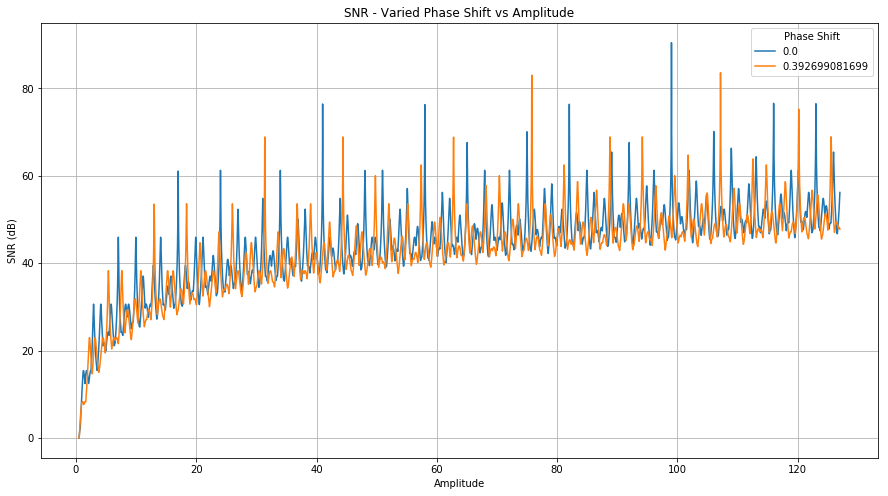 SNR - Varied Phase Shift vs Amplitude
Phase Shift
0.0
0.392699081699
SNR (dB)
80
60
40
20
0
0 20 40 60 80 100 120
Amplitude